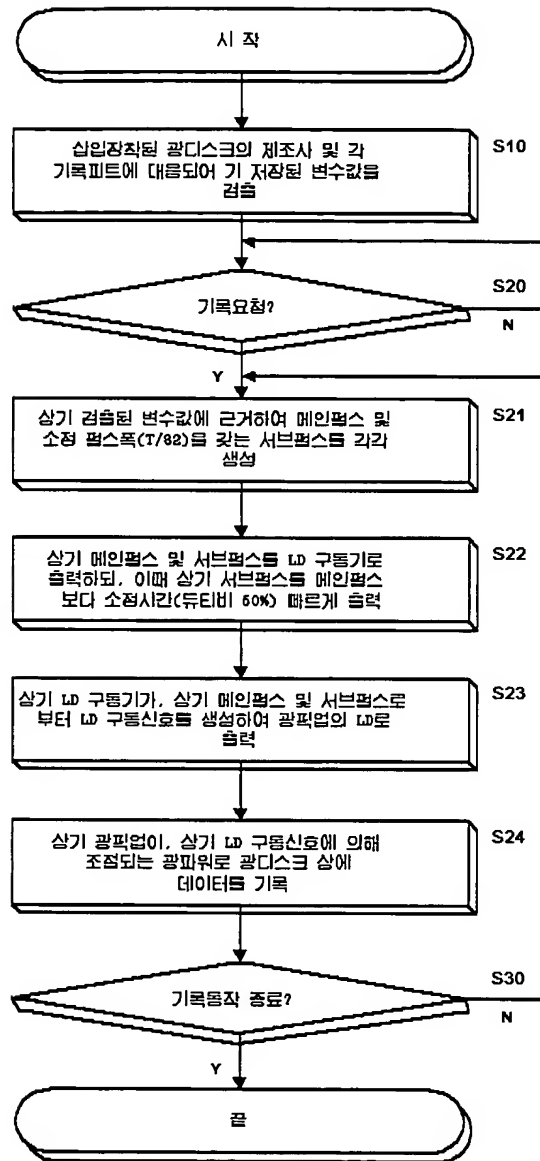 시 작
삽입장착된 광디스크의 제조사 및 각
기록피트에 대응되어 기 저장된 변수값을
검출
S10
기록요청?
S20
N
Y
상기 검출된 변수값에 근거하여 메인펄스 및
소정 펄스폭(T/32)을 갖는 서브펄스를 각각
생성
S21
상기 메인펄스 및 서브펄스를 LD 구동기로
출력하되, 이때 상기 서브펄스를 메인펄스
보다 소정시간(듀티비 50%) 빠르게 출력
S22
상기 LD 구동기가, 상기 메인펄스 및 서브펄스로
부터 LD 구동신호를 생성하여 광픽업의 LD로
출력
S23
상기 광픽업이, 상기 LD 구동신호에 의해
조절되는 광파워로 광디스크 상에
데이터를 기록
S24
기록동작 종료?
S30
N
Y
끝